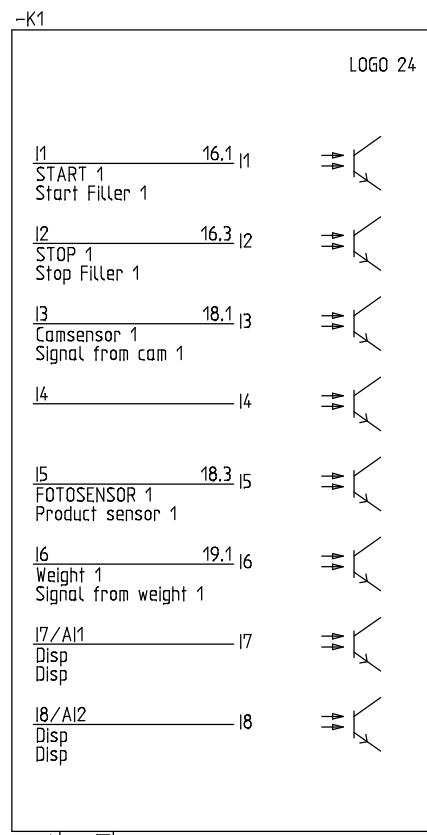 -K1
LOGO 24
I1 16.1 I1
START 1
Start Filler 1
I2 16.3 I2
STOP 1
Stop Filler 1
I3 18.1 I3
Camsensor 1
Signal from cam 1
I4 I4
I5 18.3 I5
FOTOSENSOR 1
Product sensor 1
I6 19.1 I6
Weight 1
Signal from weight 1
I7/AI1 I7
Disp
Disp
I8/AI2 I8
Disp
Disp